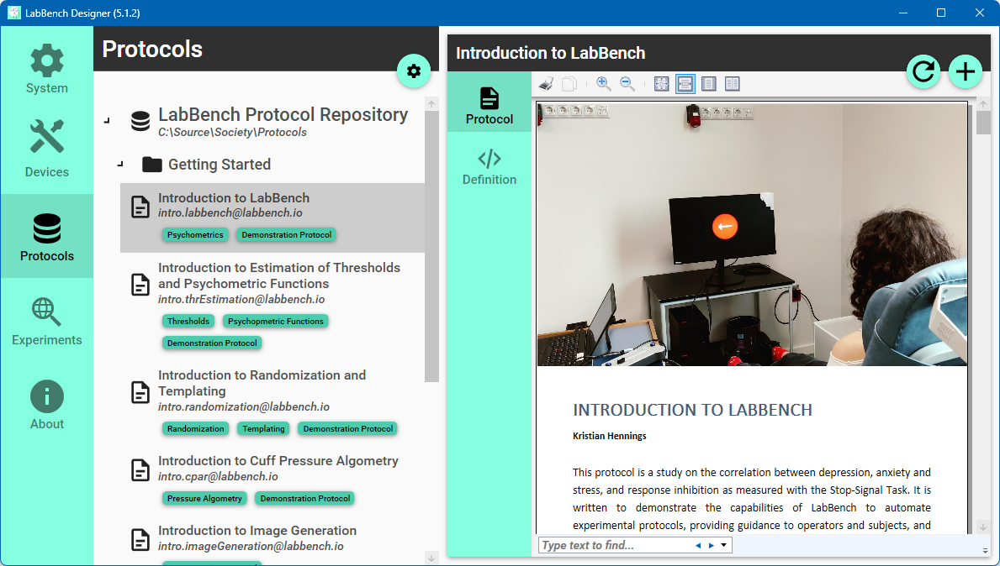 LabBench Designer (5.1.2)
System
Devices
Protocols
Experiments
About
Protocols
LabBench Protocol Repository
C:\Source\Society\Protocols
Getting Started
Introduction to LabBench
intro.labbench@labbench.io
Psychometrics
Demonstration Protocol
Introduction to Estimation of Thresholds
and Psychometric Functions
intro.thrEstimation@labbench.io
Thresholds
Psychopmetric Functions
Demonstration Protocol
Introduction to Randomization and
Templating
intro.randomization@labbench.io
Randomization
Templating
Demonstration Protocol
Introduction to Cuff Pressure Algometry
intro.cpar@labbench.io
Pressure Algometry
Demonstration Protocol
Introduction to Image Generation
intro.imageGeneration@labbench.io
Introduction to LabBench
Protocol
Definition
INTRODUCTION TO LABBENCH
Kristian Hennings
This protocol is a study on the correlation between depression, anxiety and
stress, and response inhibition as measured with the Stop-Signal Task. It is
written to demonstrate the capabilities of LabBench to automate
experimental protocols, providing guidance to operators and subjects, and
Type text to find...